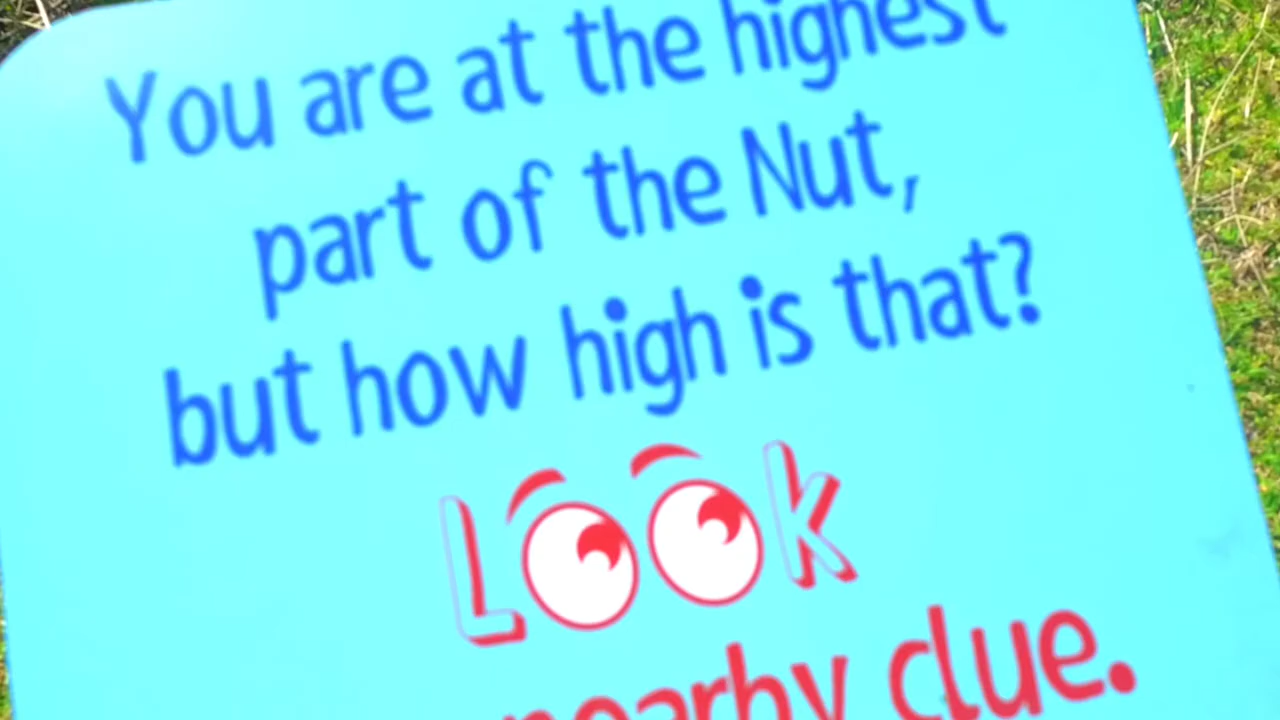 You are at the highest
part of the Nut,
but how high is that?
Look
nearby clue.